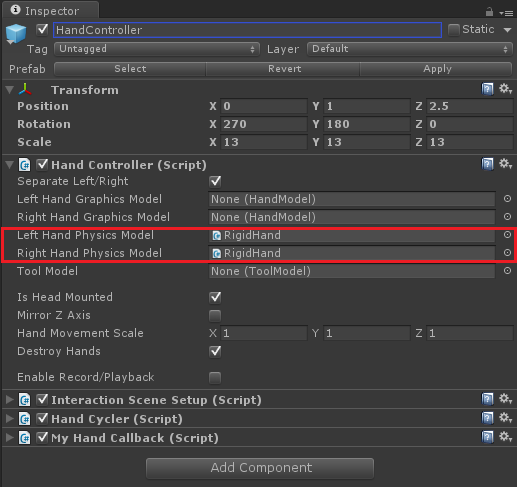 Inspector
HandController Static
Tag Untagged Layer Default
Prefab Select Revert Apply
Transform
Position X 0 Y 1 Z 2.5
Rotation X 270 Y 180 Z 0
Scale X 13 Y 13 Z 13
Hand Controller (Script)
Separate Left/Right
Left Hand Graphics Model None (HandModel)
Right Hand Graphics Model None (HandModel)
Left Hand Physics Model RigidHand
Right Hand Physics Model RigidHand
Tool Model None (ToolModel)
Is Head Mounted
Mirror Z Axis
Hand Movement Scale X 1 Y 1 Z 1
Destroy Hands
Enable Record/Playback
Interaction Scene Setup (Script)
Hand Cycler (Script)
My Hand Callback (Script)
Add Component